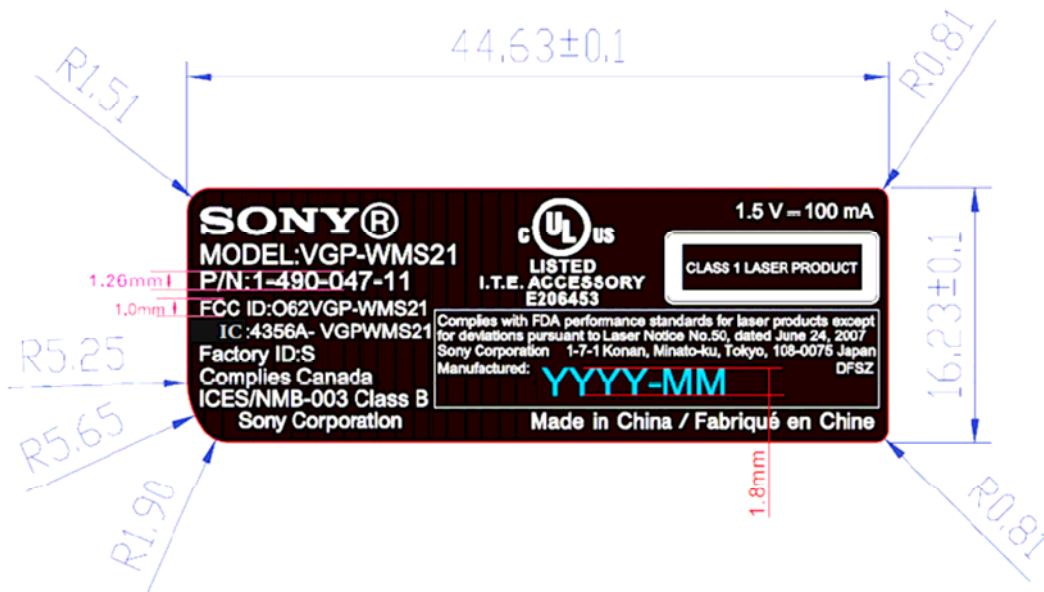 44.63±0.1
R1.51
R0.81
SONY®
MODEL:VGP-WMS21
1.26mm
P/N:1-490-047-11
1.0mm
FCC ID:O62VGP-WMS21
IC :4356A- VGPWMS21
Factory ID:S
Complies Canada
ICES/NMB-003 Class B
Sony Corporation
C UL US
LISTED
I.T.E. ACCESSORY
E206453
1.5 V⎓100 mA
CLASS 1 LASER PRODUCT
Complies with FDA performance standards for laser products except
for deviations pursuant to Laser Notice No.50, dated June 24, 2007
Sony Corporation 1-7-1 Konan, Minato-ku, Tokyo, 108-0075 Japan
Manufactured: YYYY-MM DFSZ
Made in China / Fabriqué en Chine
16.23±0.1
R5.25
R5.65
R1.90
1.8mm
R0.81